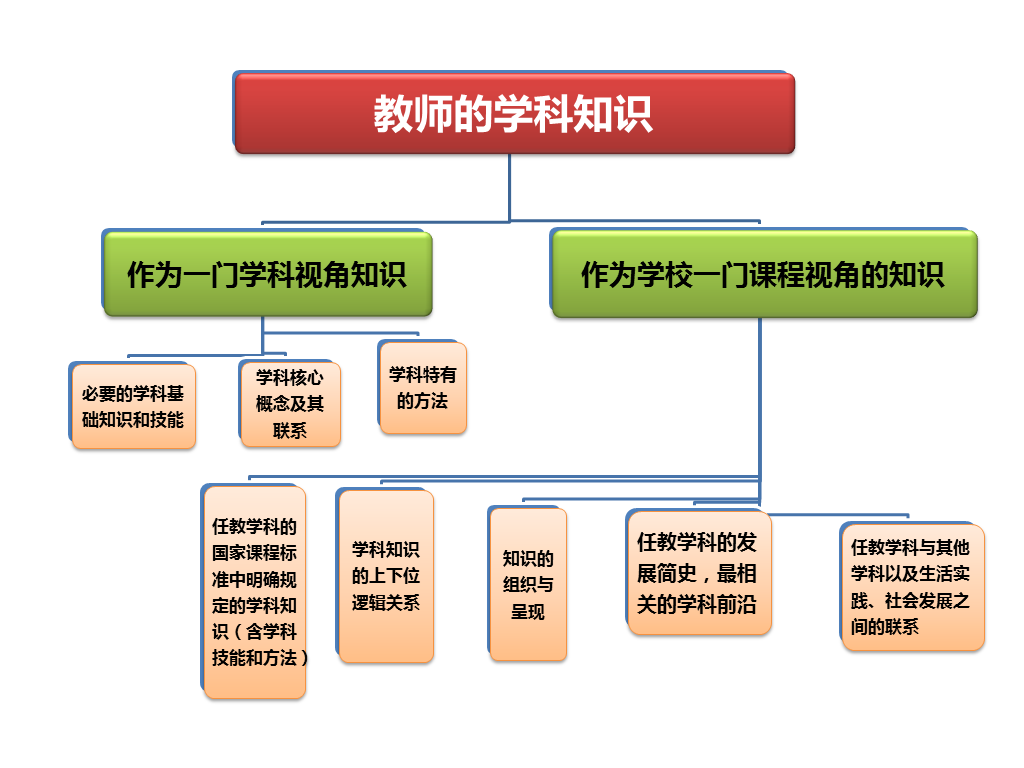 教师的学科知识
作为一门学科视角知识
作为学校一门课程视角的知识
必要的学科基
础知识和技能
学科核心
概念及其
联系
学科特有
的方法
任教学科的
国家课程标
准中明确规
定的学科知
识（含学科
技能和方法）
学科知识
的上下位
逻辑关系
知识的
组织与
呈现
任教学科的发
展简史，最相
关的学科前沿
任教学科与其他
学科以及生活实
践、社会发展之
间的联系